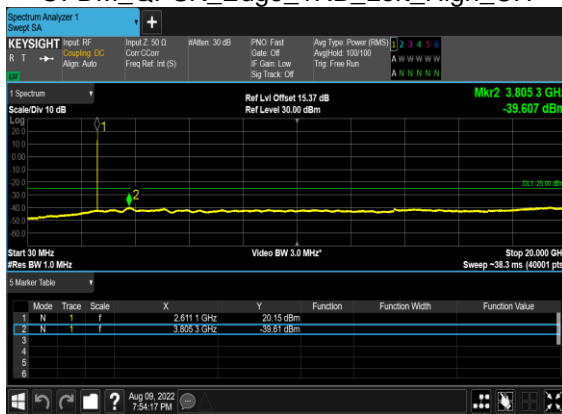 Spectrum Analyzer 1
Swept SA
+
KEYSIGHT Input: RF Input Z: 50 Ω #Atten: 30 dB PNO: Fast Avg Type: Power (RMS) 1 2 3 4 5 6
R T Coupling: DC Corr CCorr Gate: Off Avg|Hold: 100/100 A W W W W W
Align: Auto Freq Ref: Int (S) IF Gain: Low Trig: Free Run
Sig Track: Off A N N N N N
1 Spectrum Ref Lvl Offset 15.37 dB Mkr2 3.805 3 GHz
Scale/Div 10 dB Ref Level 30.00 dBm -39.607 dBm
Log
20.0
10.0
0.00
-10.0
-20.0
-30.0
-40.0
-50.0
-60.0
1
2
Start 30 MHz Video BW 3.0 MHz* Stop 20.000 GH
#Res BW 1.0 MHz Sweep ~38.3 ms (40001 pts
5 Marker Table
Mode Trace Scale X Y Function Function Width Function Value
1 N 1 f 2.611 1 GHz 20.15 dBm
2 N 1 f 3.805 3 GHz -39.61 dBm
3
4
5
6
? Aug 09, 2022
7:54:17 PM